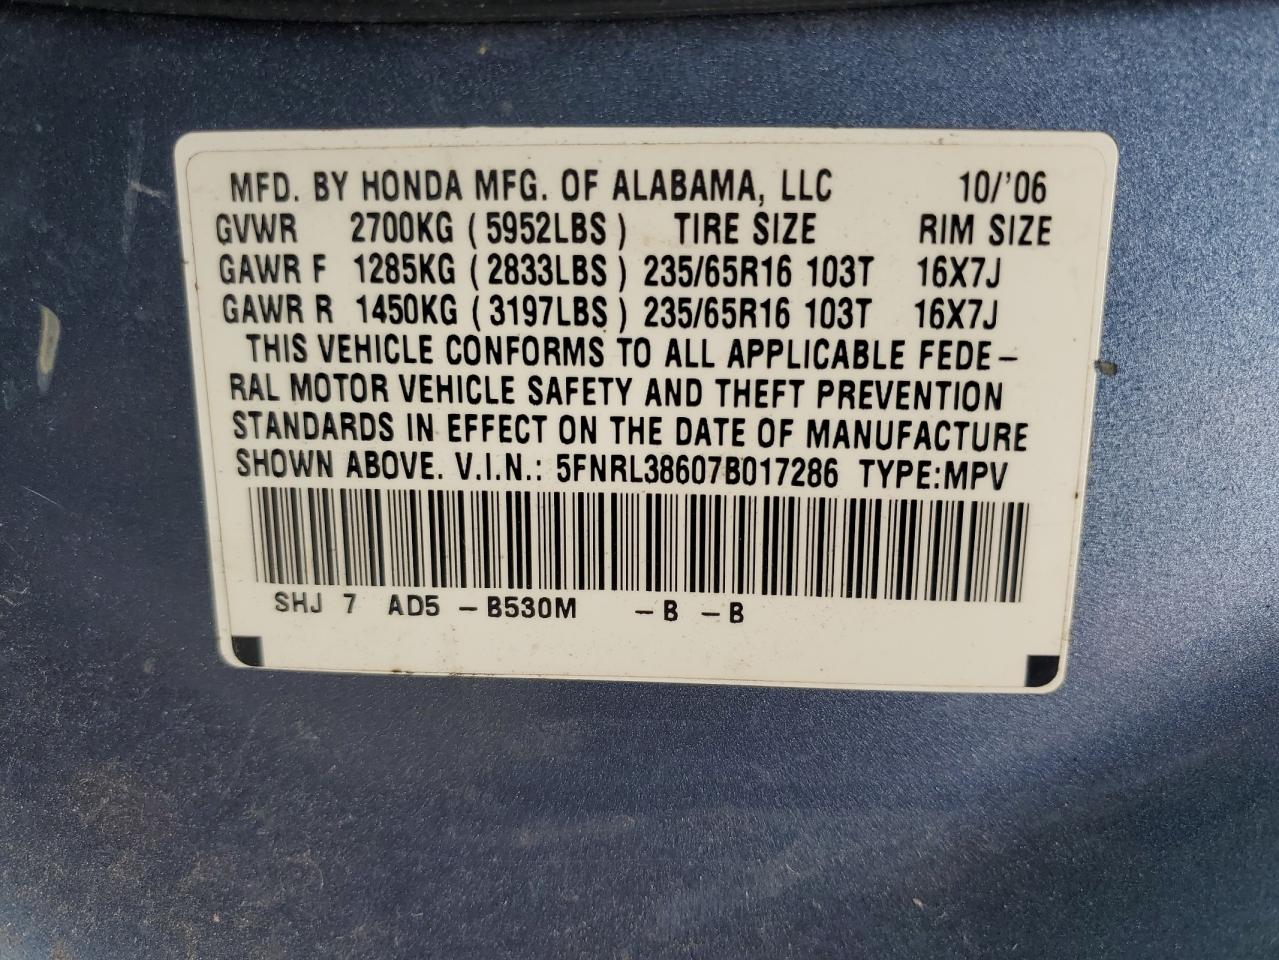 MFD. BY HONDA MFG. OF ALABAMA, LLC 10/'06
GVWR 2700KG (5952LBS) TIRE SIZE RIM SIZE
GAWR F 1285KG (2833LBS) 235/65R16 103T 16X7J
GAWR R 1450KG (3197LBS) 235/65R16 103T 16X7J
THIS VEHICLE CONFORMS TO ALL APPLICABLE FEDE-
RAL MOTOR VEHICLE SAFETY AND THEFT PREVENTION
STANDARDS IN EFFECT ON THE DATE OF MANUFACTURE
SHOWN ABOVE. V.I.N.: 5FNRL38607B017286 TYPE:MPV
SHJ 7 AD5 -B530M -B -B